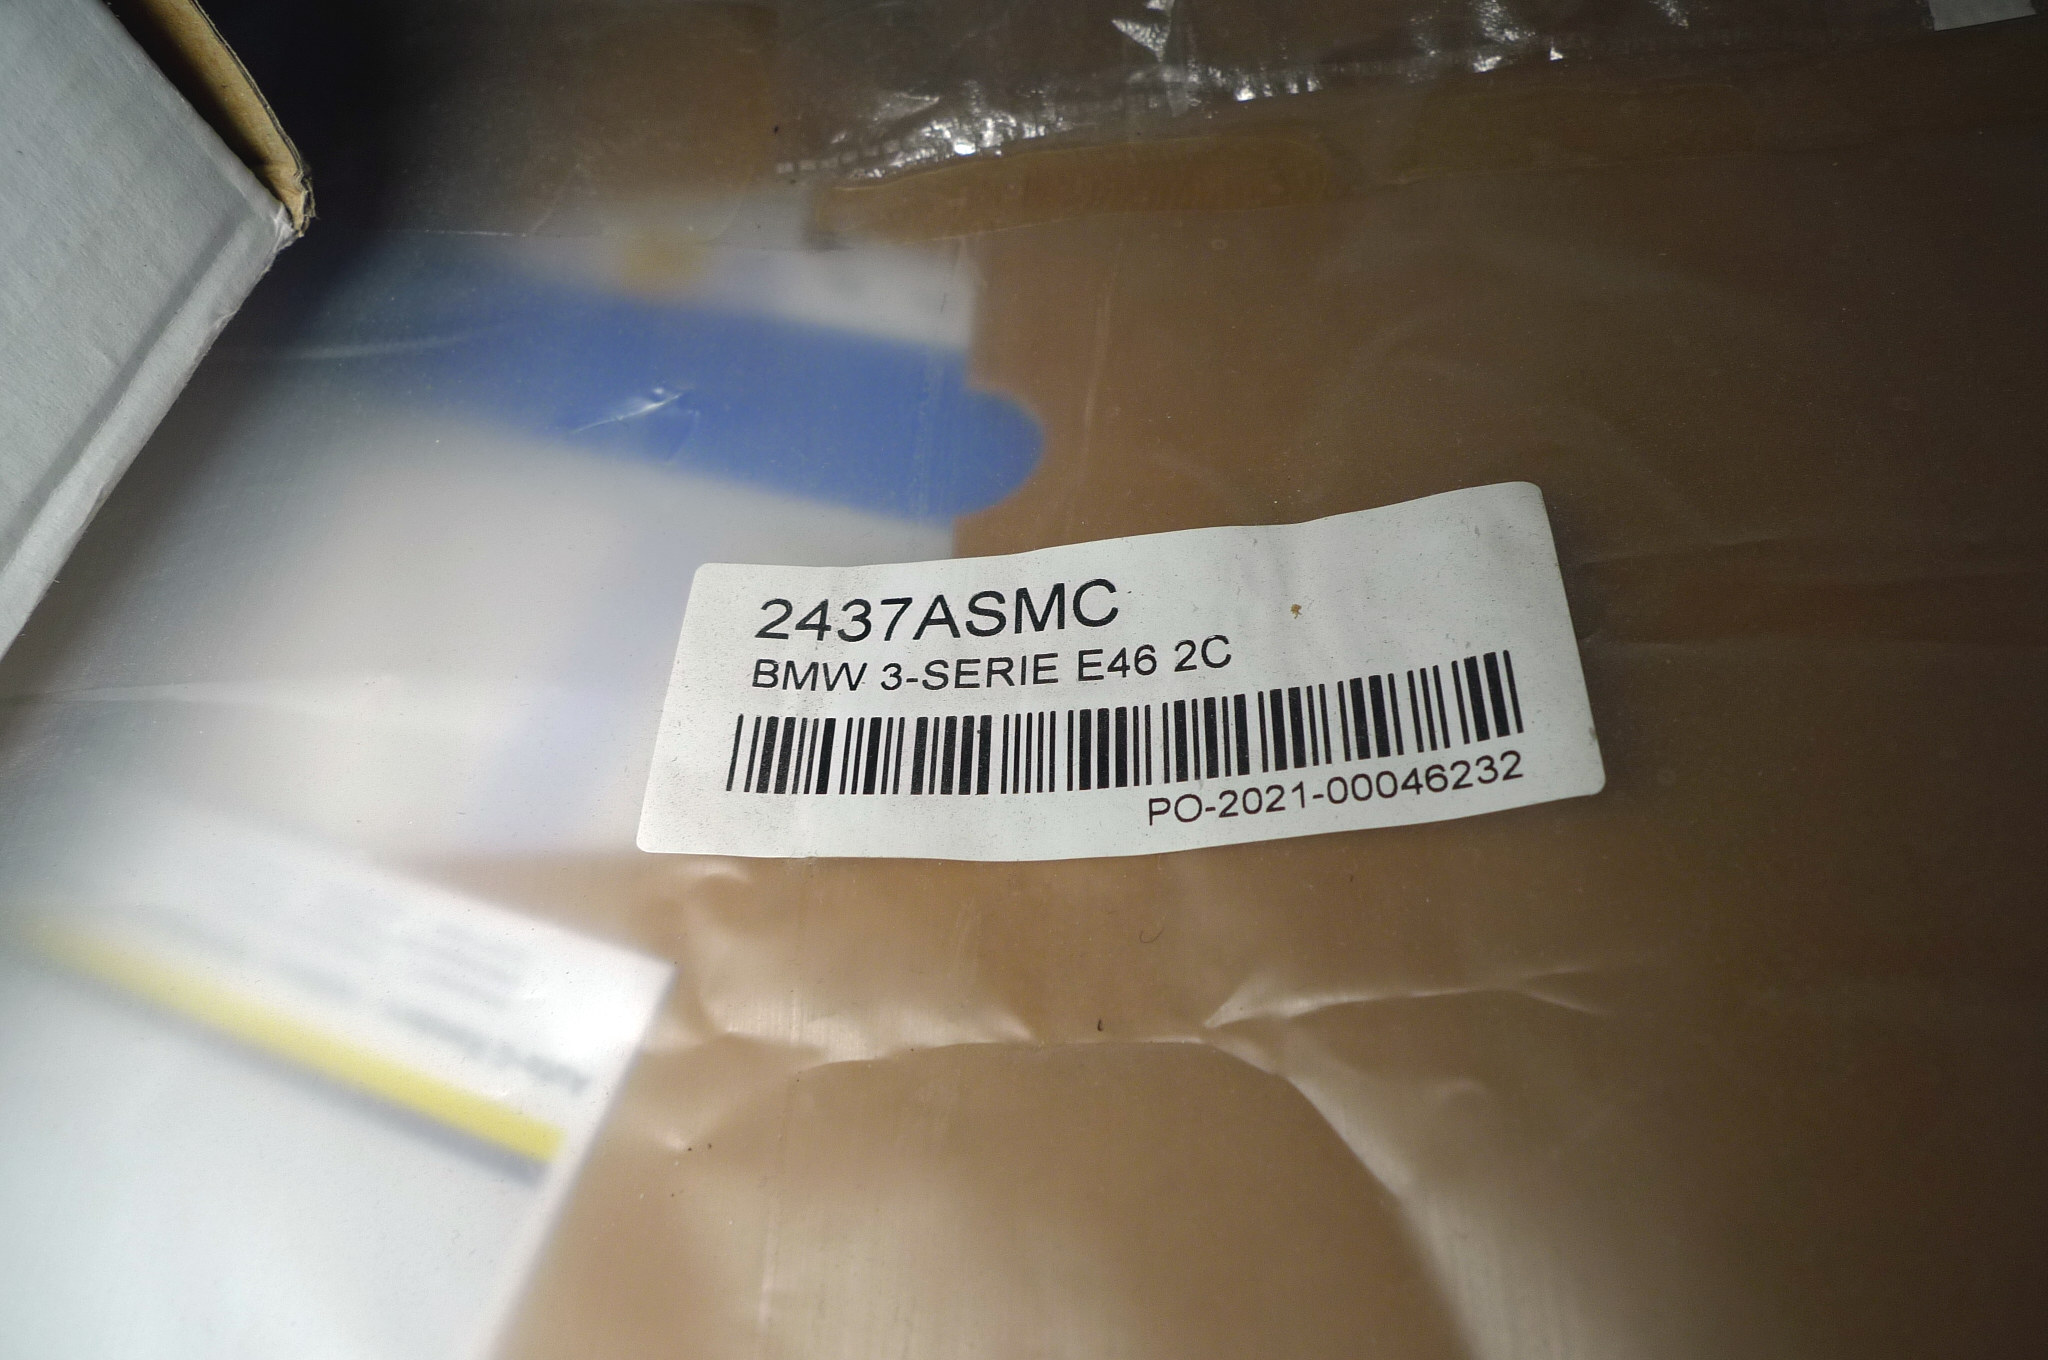 2437ASMC
BMW 3-SERIE E46 2C
PO-2021-00046232